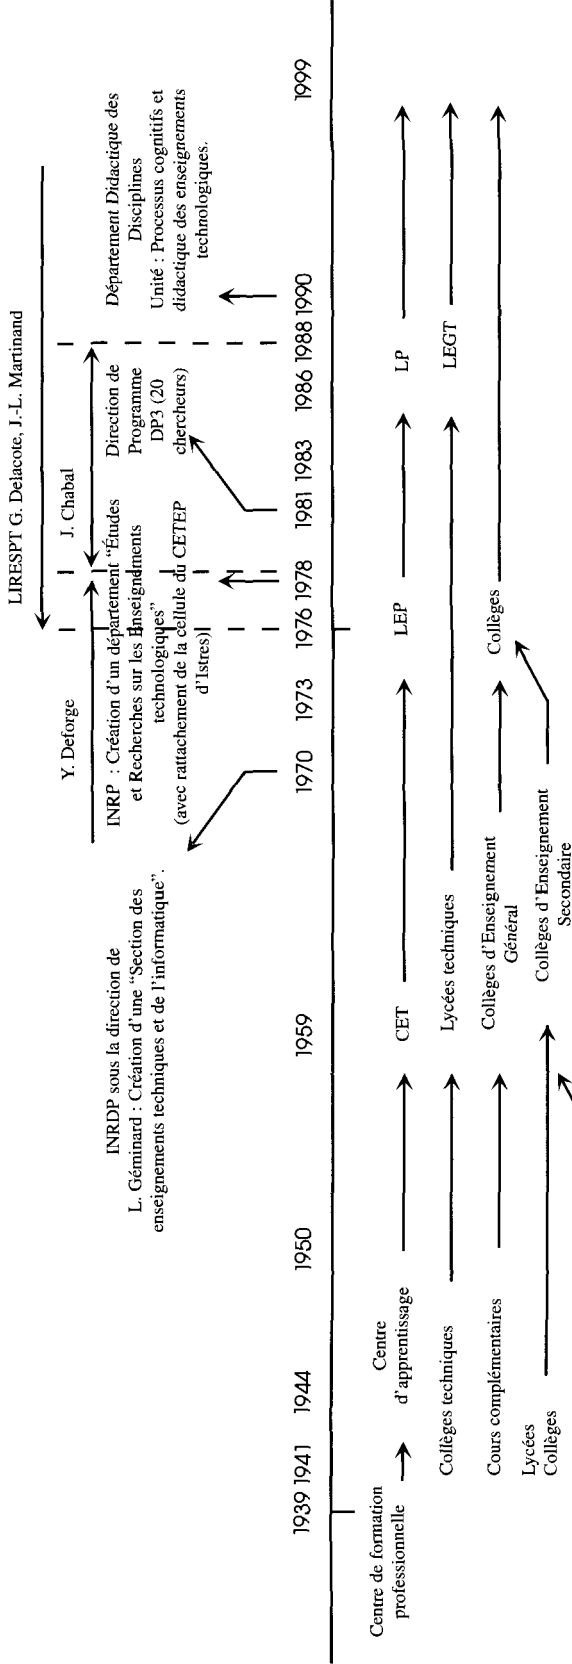 LIRESPT G. Delacote, J.-L. Martinand
Y. Deforge
J. Chabal
INRDP sous la direction de
L. Géminard : Création d'une "Section des
enseignements techniques et de l'informatique".
INRP : Création d'un département "Études
et Recherches sur les Enseignements
technologiques"
(avec rattachement de la cellule du CETEP
d'Istres)
Direction de
Programme
DP3 (20
chercheurs)
Département Didactique des
Disciplines
Unité : Processus cognitifs et
didactique des enseignements
technologiques.
1939 1941 1944 1950 1959 1970 1973 1976 1978 1981 1983 1986 1988 1990 1999
Centre de formation
professionnelle
Centre
d'apprentissage
CET
LEP
LP
Collèges techniques
Lycées techniques
LEGT
Cours complémentaires
Collèges d'Enseignement
Général
Collèges
Lycées
Collèges
Collèges d'Enseignement
Secondaire